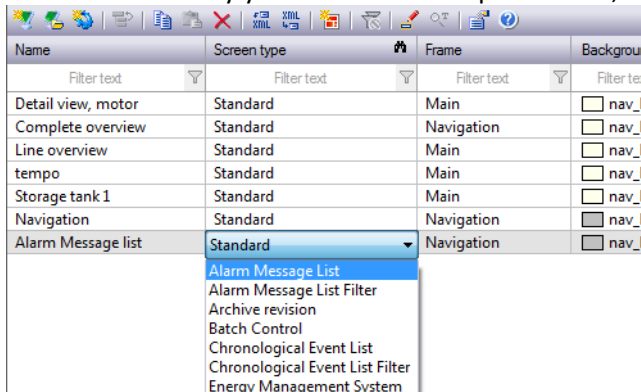 XML XML
Name Screen type Frame
Filter text Filter text Filter text
Detail view, motor Standard Main
Complete overview Standard Navigation
Line overview Standard Main
tempo Standard Main
Storage tank 1 Standard Main
Navigation Standard Navigation
Alarm Message list Standard Navigation
Alarm Message List
Alarm Message List Filter
Archive revision
Batch Control
Chronological Event List
Chronological Event List Filter
Energy Management System